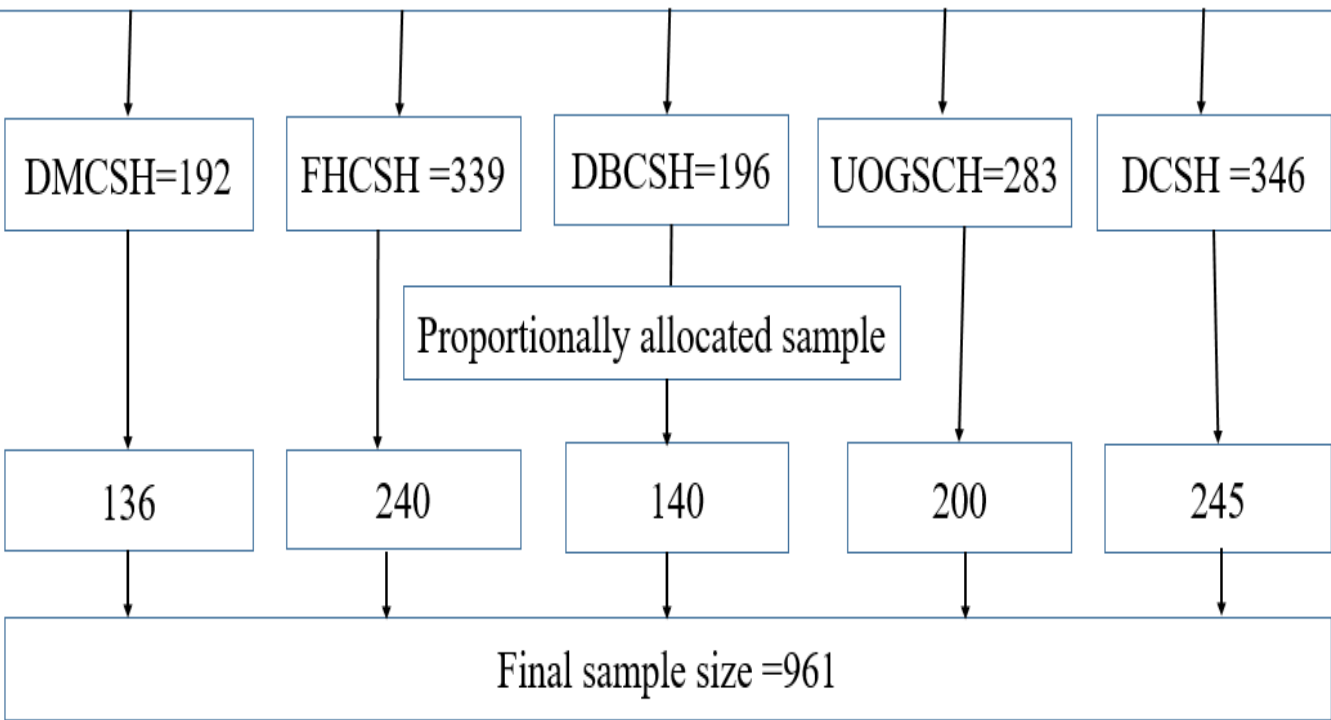 DMCSH=192
FHCSH =339
DBCSH=196
UOGSCH=283
DCSH =346
Proportionally allocated sample
136
240
140
200
245
Final sample size =961